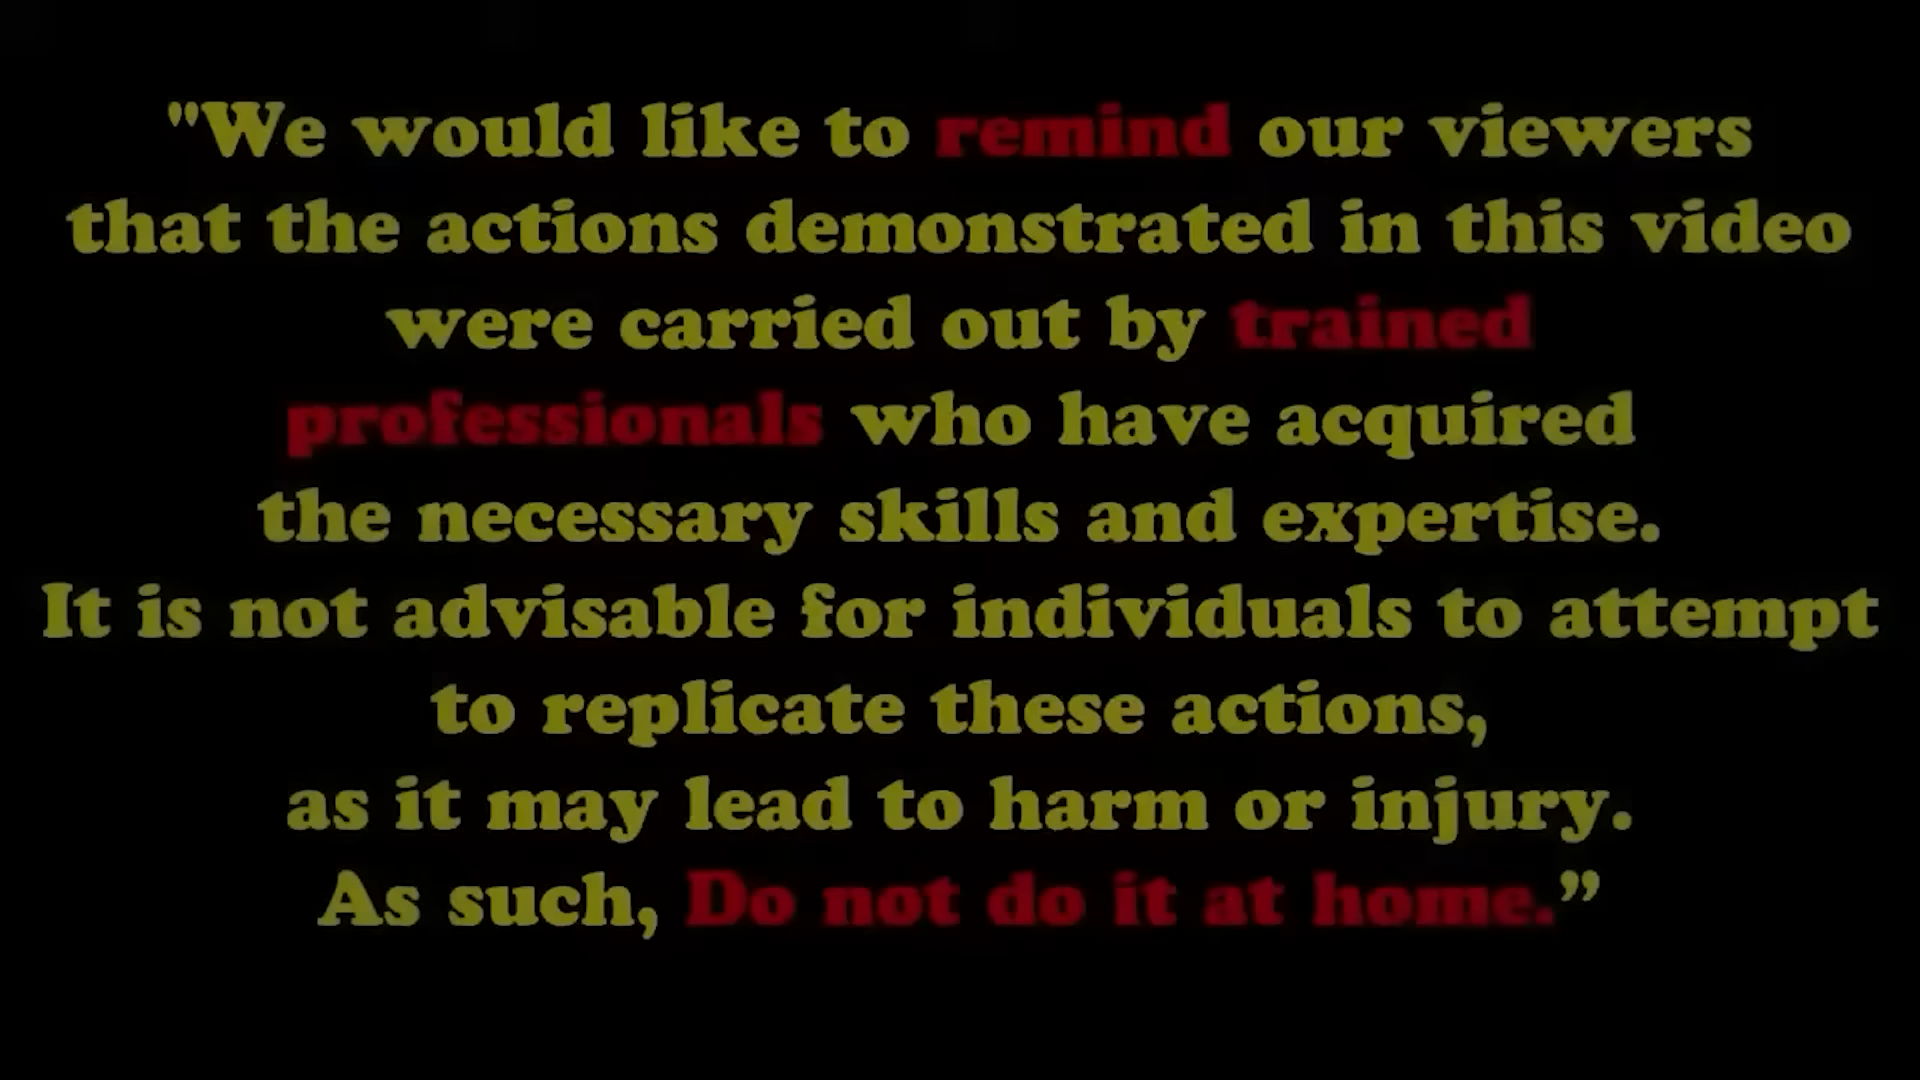 "We would like to remind our viewers
that the actions demonstrated in this video
were carried out by trained
professionals who have acquired
the necessary skills and expertise.
It is not advisable for individuals to attempt
to replicate these actions,
as it may lead to harm or injury.
As such, Do not do it at home.”